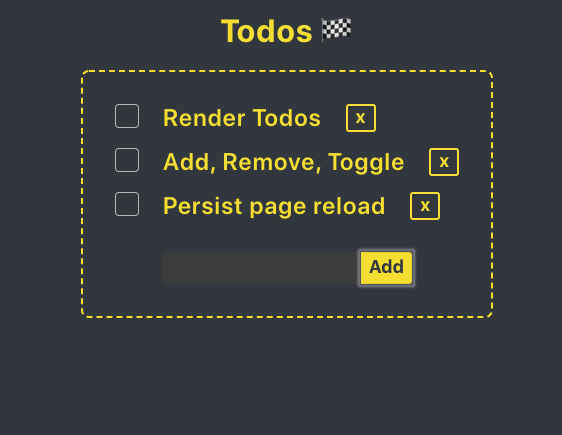 Todos 🏁
Render Todos x
Add, Remove, Toggle x
Persist page reload x
Add